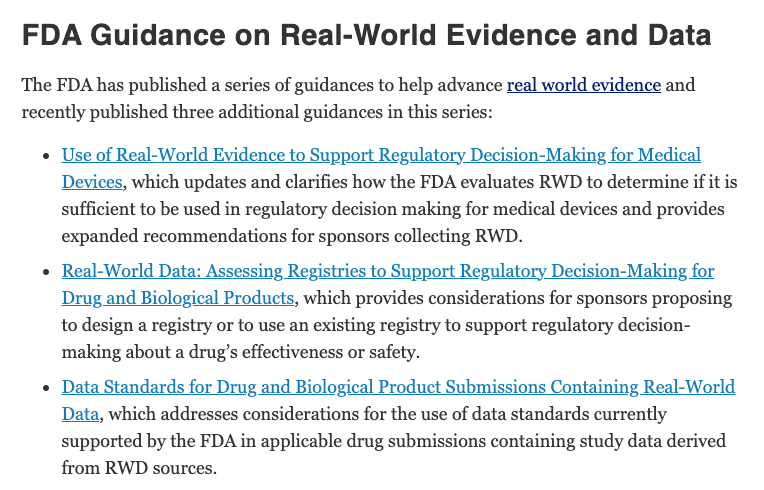 FDA Guidance on Real-World Evidence and Data
The FDA has published a series of guidances to help advance real world evidence and
recently published three additional guidances in this series:
• Use of Real-World Evidence to Support Regulatory Decision-Making for Medical
Devices, which updates and clarifies how the FDA evaluates RWD to determine if it is
sufficient to be used in regulatory decision making for medical devices and provides
expanded recommendations for sponsors collecting RWD.
• Real-World Data: Assessing Registries to Support Regulatory Decision-Making for
Drug and Biological Products, which provides considerations for sponsors proposing
to design a registry or to use an existing registry to support regulatory decision-
making about a drug’s effectiveness or safety.
• Data Standards for Drug and Biological Product Submissions Containing Real-World
Data, which addresses considerations for the use of data standards currently
supported by the FDA in applicable drug submissions containing study data derived
from RWD sources.